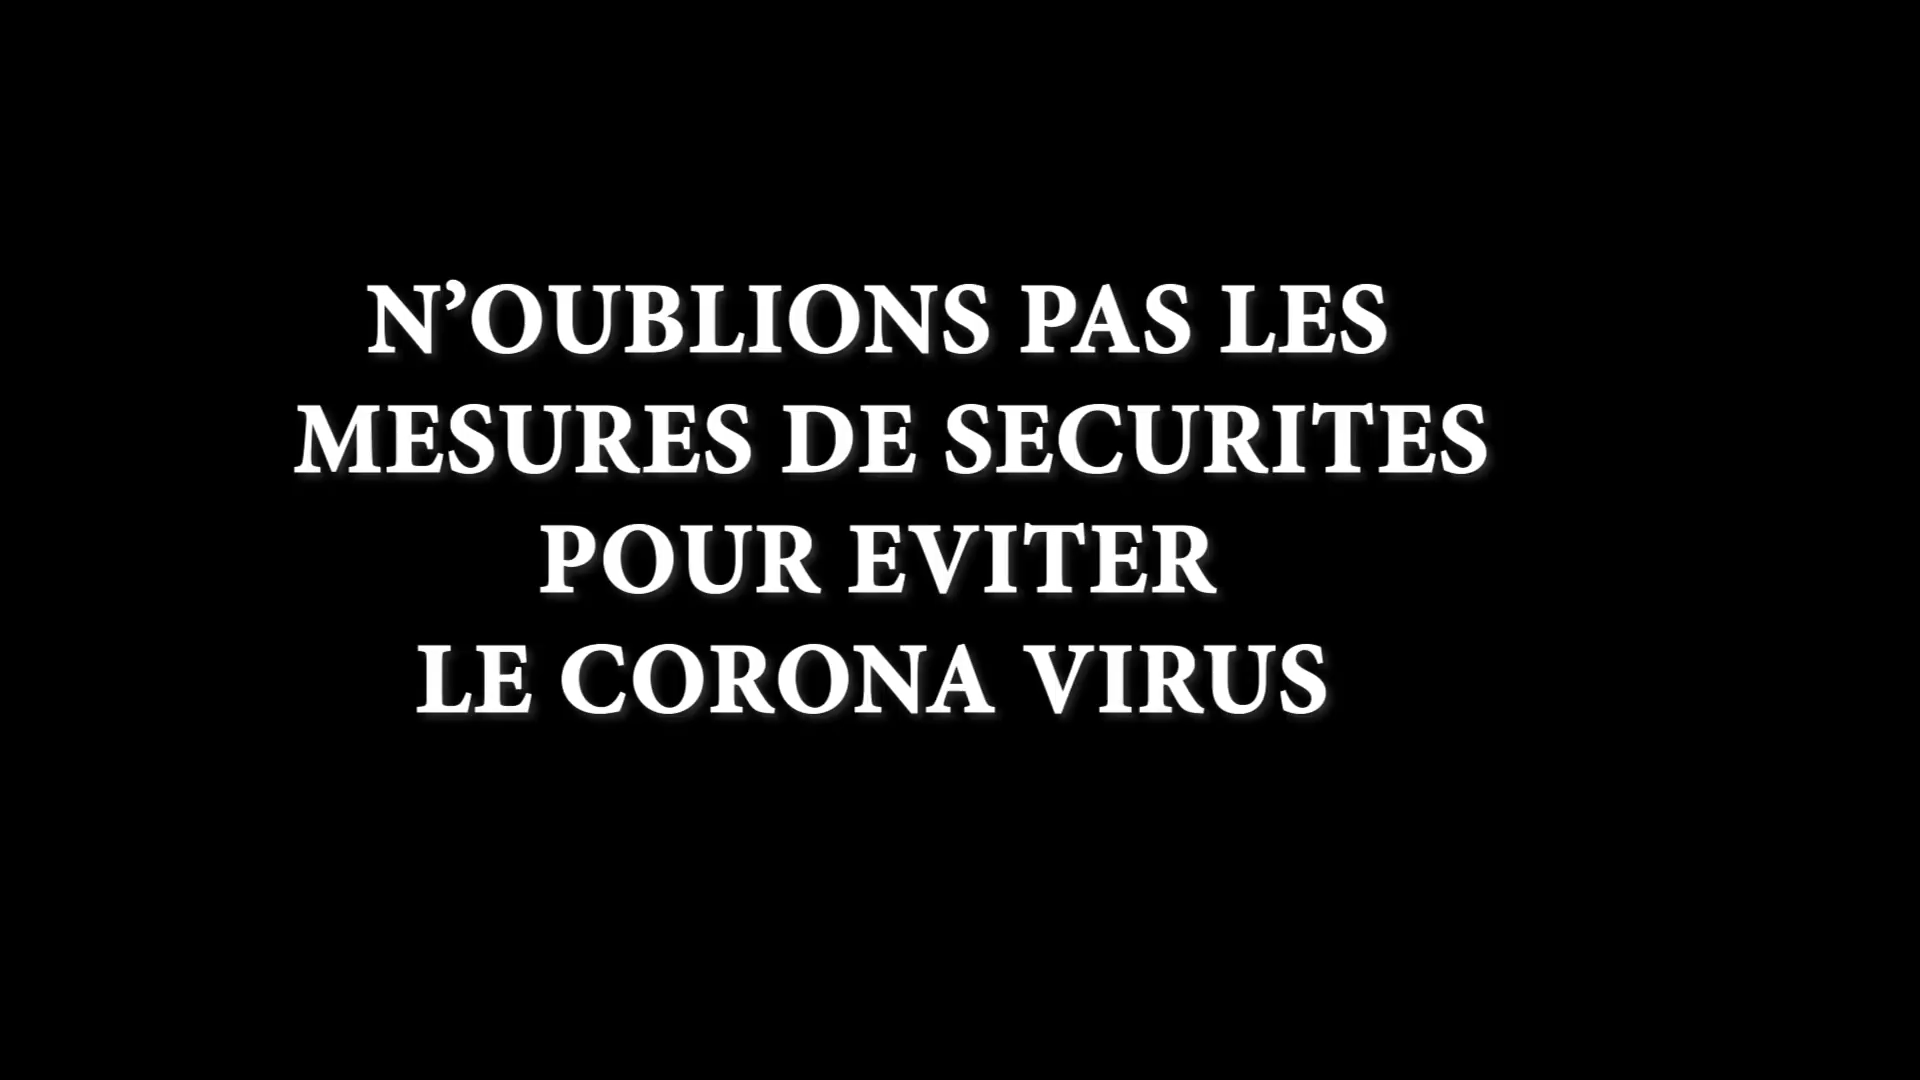 N’OUBLIONS PAS LES
MESURES DE SECURITES
POUR EVITER
LE CORONA VIRUS